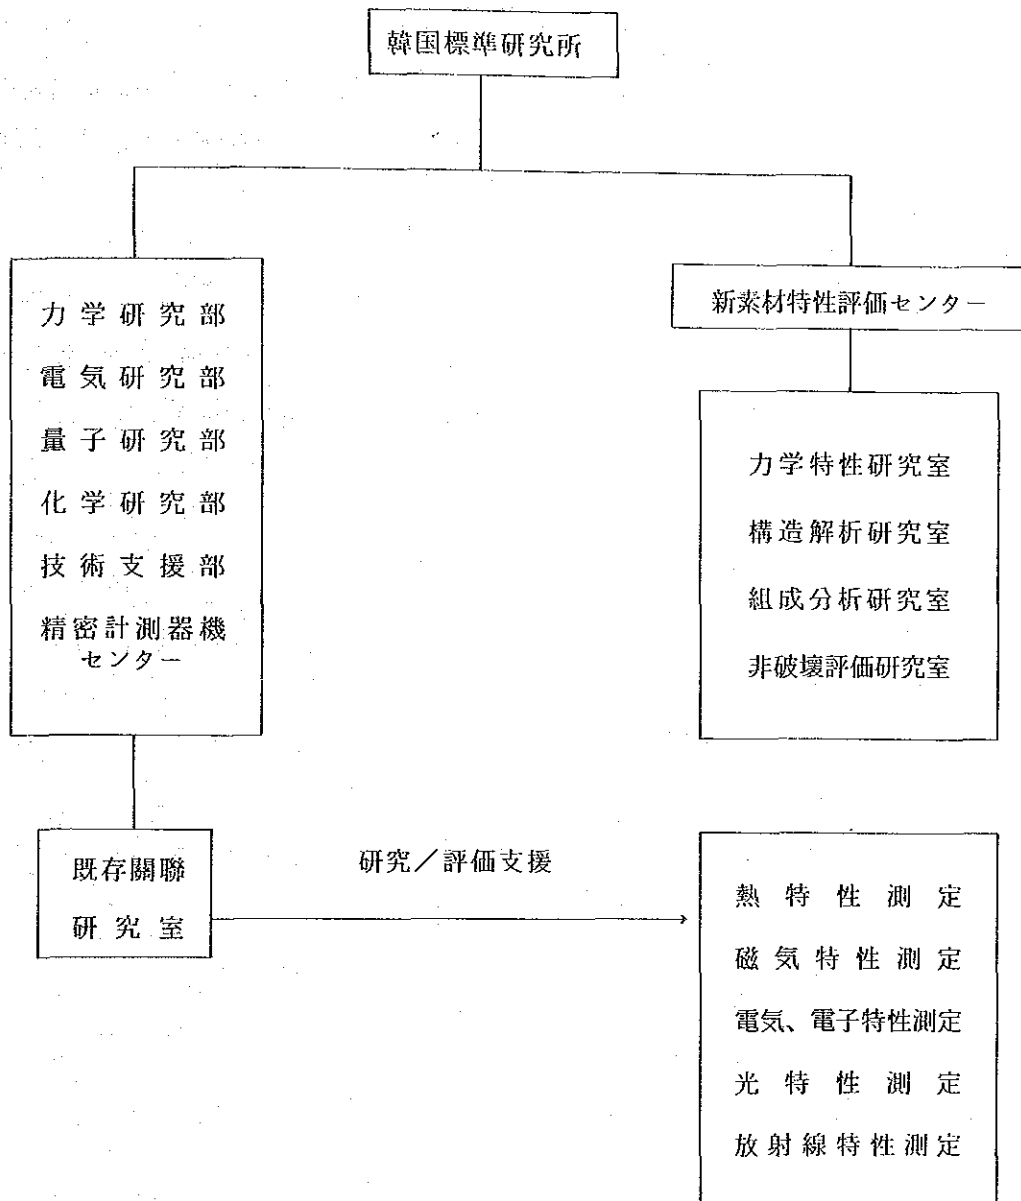 韓国標準研究所
力学研究部
電気研究部
量子研究部
化学研究部
技術支援部
精密計測器機
センター
新素材特性評価センター
力学特性研究室
構造解析研究室
組成分析研究室
非破壊評価研究室
既存關聯
研究室
研究／評価支援
熱特性測定
磁気特性測定
電気、電子特性測定
光特性測定
放射線特性測定